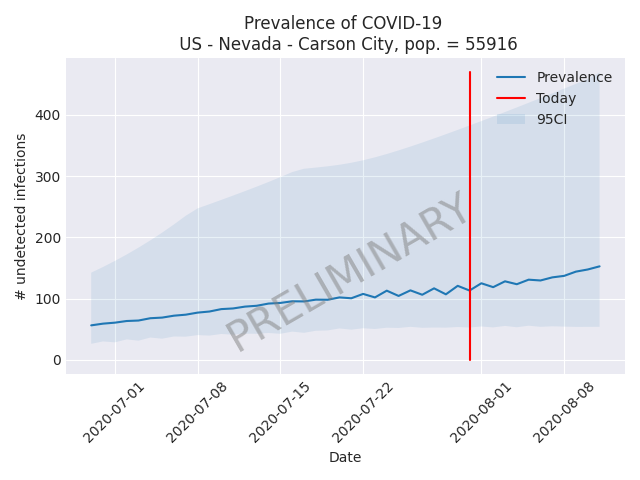 Prevalence of COVID-19
US - Nevada - Carson City, pop. = 55916
Prevalence
Today
95CI
# undetected infections
400
300
200
100
0
PRELIMINARY
2020-07-01
2020-07-08
2020-07-15
2020-07-22
2020-08-01
2020-08-08
Date